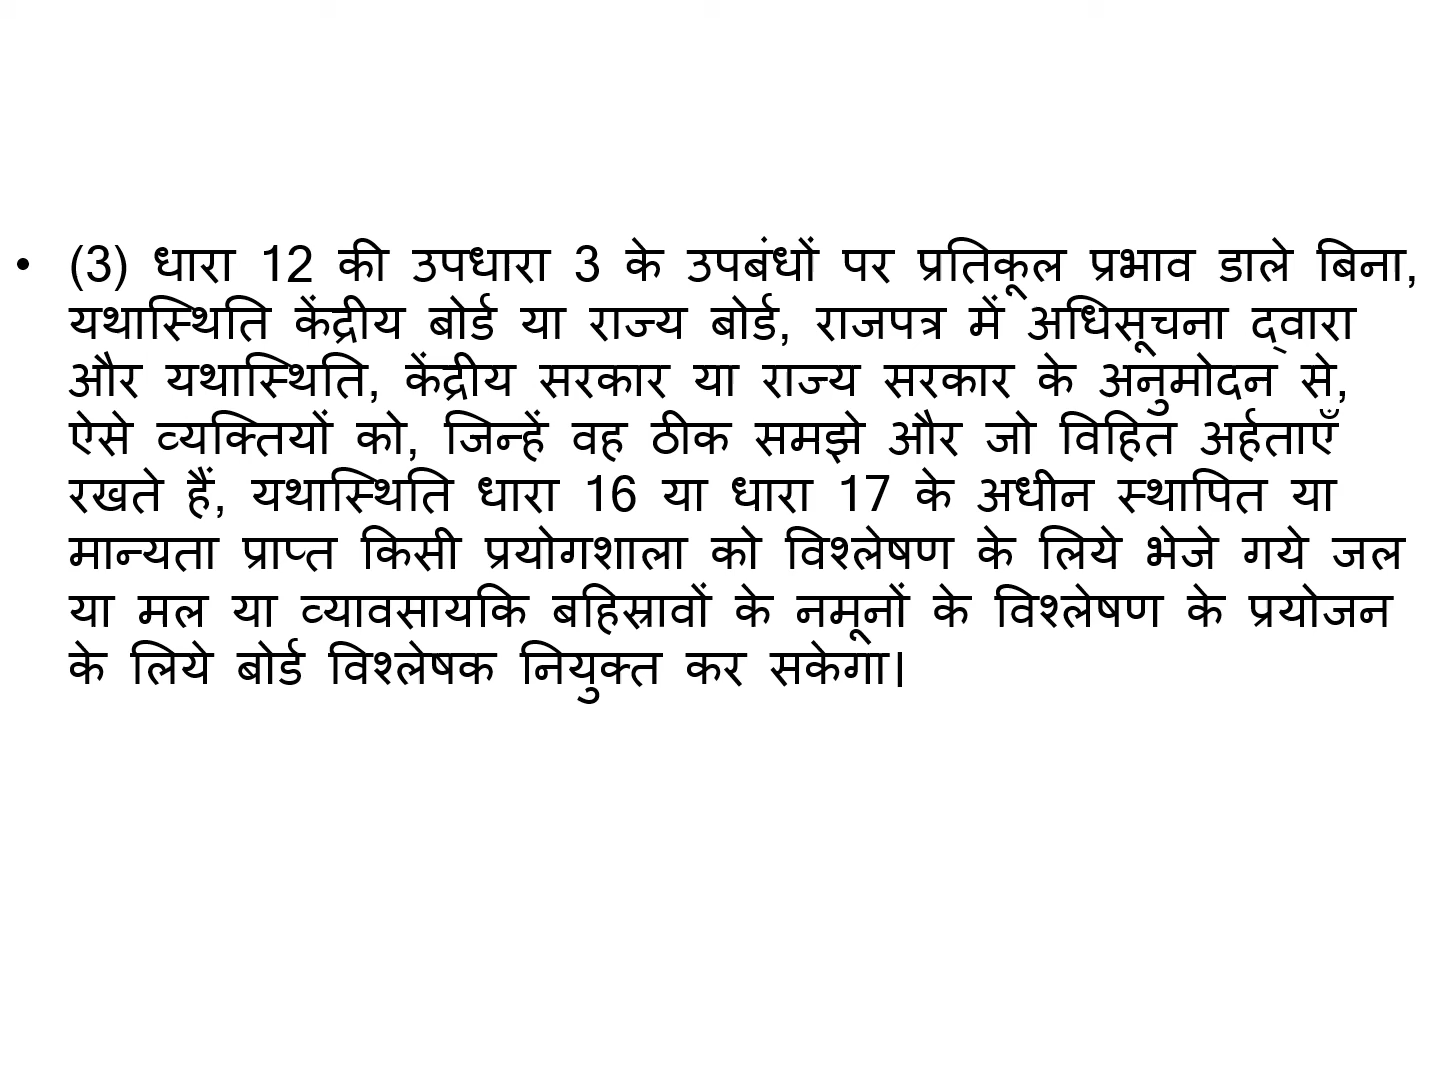 • (3) धारा 12 की उपधारा 3 के उपबंधों पर प्रतिकूल प्रभाव डाले बिना,
यथास्थिति केंद्रीय बोर्ड या राज्य बोर्ड, राजपत्र में अधिसूचना द्वारा
और यथास्थिति, केंद्रीय सरकार या राज्य सरकार के अनुमोदन से,
ऐसे व्यक्तियों को, जिन्हें वह ठीक समझे और जो विहित अर्हताएँ
रखते हैं, यथास्थिति धारा 16 या धारा 17 के अधीन स्थापित या
मान्यता प्राप्त किसी प्रयोगशाला को विश्लेषण के लिये भेजे गये जल
या मल या व्यावसायकि बहिस्रावों के नमूनों के विश्लेषण के प्रयोजन
के लिये बोर्ड विश्लेषक नियुक्त कर सकेगा।